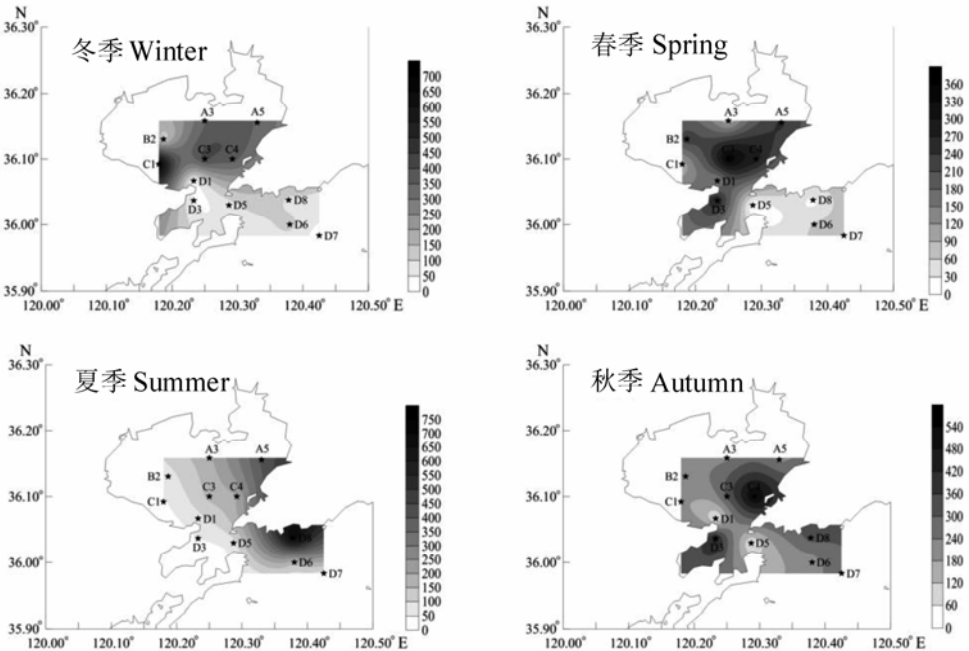 N
36.30°
36.20°
36.10°
36.00°
35.90°
120.00° 120.20° 120.30° 120.40° 120.50° E
冬季 Winter
A3 A5
B2
C1 C3 C4
D1
D3 D5 D8
D6
D7
700
650
600
550
500
450
400
350
300
250
200
150
100
50
0
N
36.30°
36.20°
36.10°
36.00°
35.90°
120.00° 120.20° 120.30° 120.40° 120.50° E
春季 Spring
A3 A5
B2
C1 C3 C4
D1
D3 D5 D8
D6
D7
360
330
300
270
240
210
180
150
120
90
60
30
0
N
36.30°
36.20°
36.10°
36.00°
35.90°
120.00° 120.20° 120.30° 120.40° 120.50° E
夏季 Summer
A3 A5
B2
C1 C3 C4
D1
D3 D5 D8
D6
D7
750
700
650
600
550
500
450
400
350
300
250
200
150
100
50
0
N
36.30°
36.20°
36.10°
36.00°
35.90°
120.00° 120.20° 120.30° 120.40° 120.50° E
秋季 Autumn
A3 A5
B2
C1 C3 C4
D1
D3 D5 D8
D6
D7
540
480
420
360
300
240
180
120
60
0